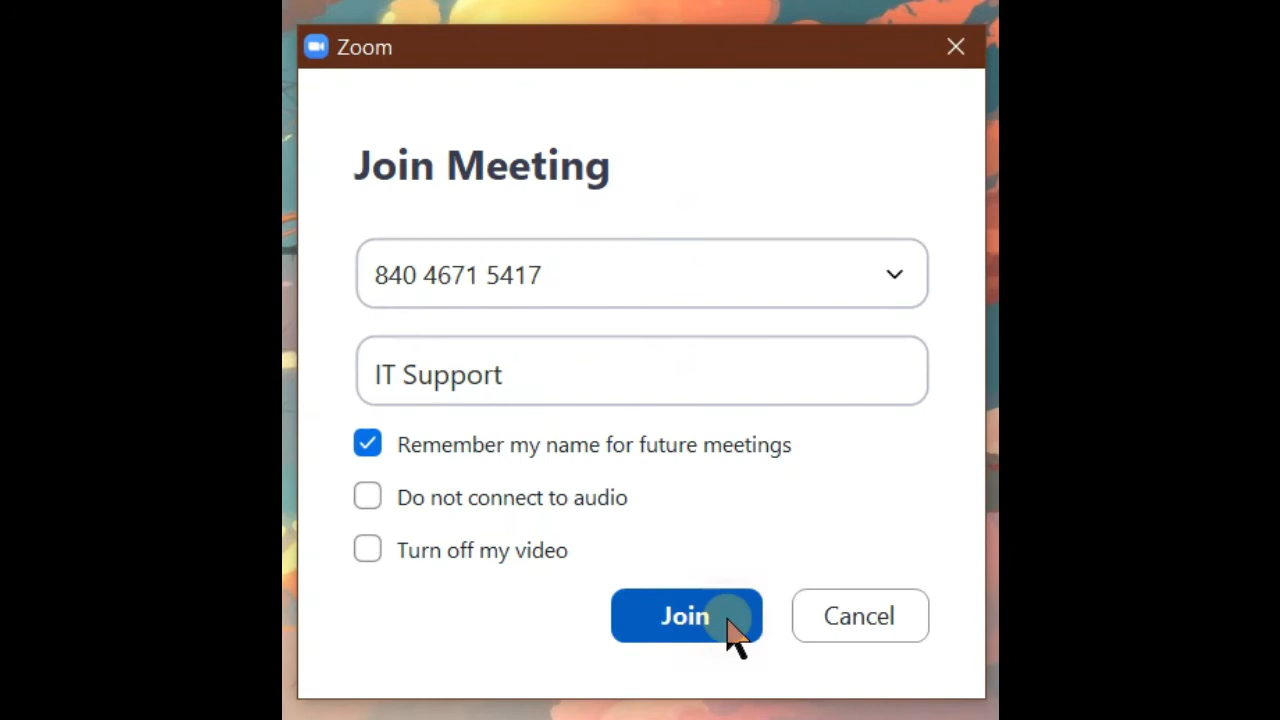 Zoom
Join Meeting
840 4671 5417
IT Support
Remember my name for future meetings
Do not connect to audio
Turn off my video
Join Cancel